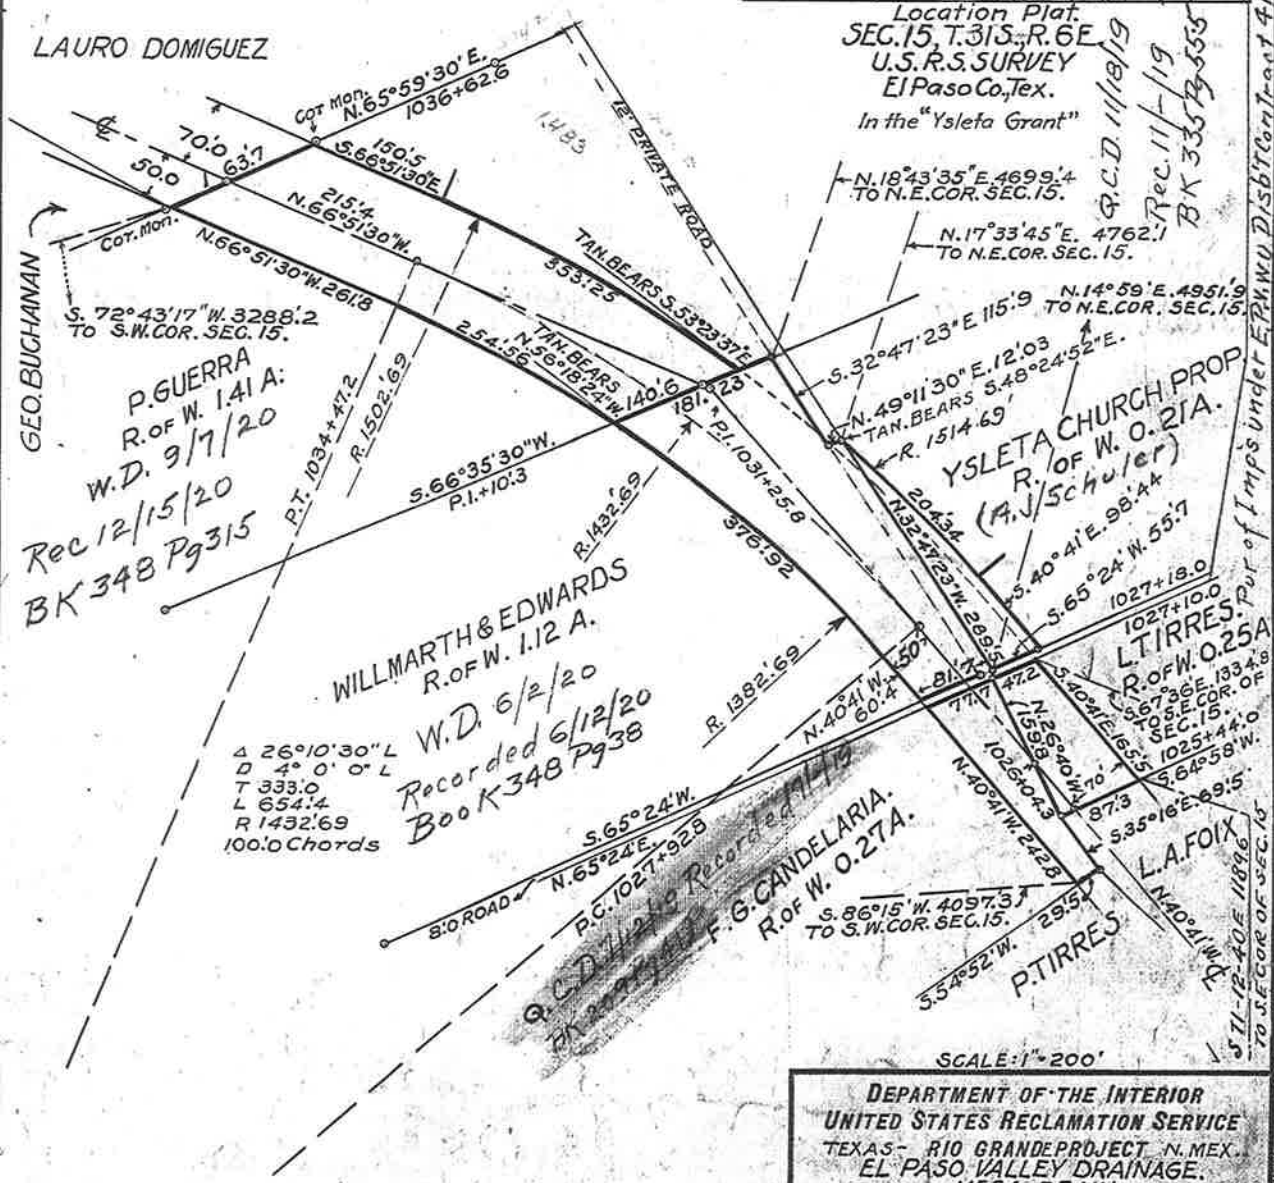 Location Plat.
SEC. 15, T. 31S., R. 6E.
U.S.R.S. SURVEY
El Paso Co., Tex.
In the "Ysleta Grant"
Q.C.D. 11/18/19
Rec. 11/-/19
BK 335 Pg 555
LAURO DOMIGUEZ
Cor. Mon.
N.65°59'30"E.
1036+62.6
1.483
12' PRIVATE ROAD
70.0
63.7
50.0
150.5
S.66°51'30"E
215.4
N.66°51'30"W.
Cor. Mon.
N.66°51'30"W. 261.8
GEO. BUCHANAN
S. 72°43'17" W. 3288.2
TO S.W. COR. SEC. 15.
TAN. BEARS S.53°23'37"E
353.25
254.56
TAN. BEARS
N.56°18'24"W.
N.18°43'35"E. 4699.4
TO N.E. COR. SEC. 15.
N.17°33'45"E. 4762.1
TO N.E. COR. SEC. 15.
N.14°59'E. 4951.9
TO N.E. COR. SEC. 15.
S.32°47'23"E 115.9
N.49°11'30"E. 12.03
TAN. BEARS S.48°24'52"E.
R. 1514.69'
P. GUERRA
R. of W. 1.41 A.
W.D. 9/7/20
Rec 12/15/20
BK 348 Pg 315
P.T. 1034+47.2
R. 1502.69
S.66°35'30"W.
P.I.+10.3
140.6
181.23
P.I. 1031+25.8
R. 1432.69
376.92
YSLETA CHURCH PROP.
R. of W. 0.21A.
(A.J. Schuler)
204.34
N.32°47'23"W. 289.5
S.40°41'E. 98.44
S.65°24'W. 55.7
1027+18.0
1027+10.0
L. TIRRES.
R. of W. 0.25A
S67°36'E. 1334.8
TO S.E. COR. OF
SEC. 15.
1025+44.0
S.64°58'W.
WILLMARTH & EDWARDS
R. of W. 1.12 A.
W.D. 6/2/20
Recorded 6/12/20
Book 348 Pg 38
Δ 26°10'30" L
D 4° 0' 0" L
T 333.0
L 654.4
R 1432.69
100.0 Chords
R. 1382.69
N.40°41'W.
60.4
50'
81.7
77.7
47.2
S.40°41'E. 165.5
N.26°40'W.
(159.8)
1026+04.3
70'
87.3
S.35°16'E. 69.5
N.40°41'W. 242.8
S.65°24'W.
N.65°24'E.
8.0 ROAD
P.C. 1027+92.8
F.G. CANDELARIA.
R. of W. 0.27A.
S.86°15'W. 4097.3
TO S.W. COR. SEC. 15.
29.5
S.54°52'W.
P. TIRRES
L.A. FOIX
N.40°41'W.
S 71-12-40E 1189.6
TO S.E. COR OF SEC. 15
SCALE: 1"=200'
DEPARTMENT OF THE INTERIOR
UNITED STATES RECLAMATION SERVICE
TEXAS- RIO GRANDE PROJECT N. MEX.
EL PASO VALLEY DRAINAGE.